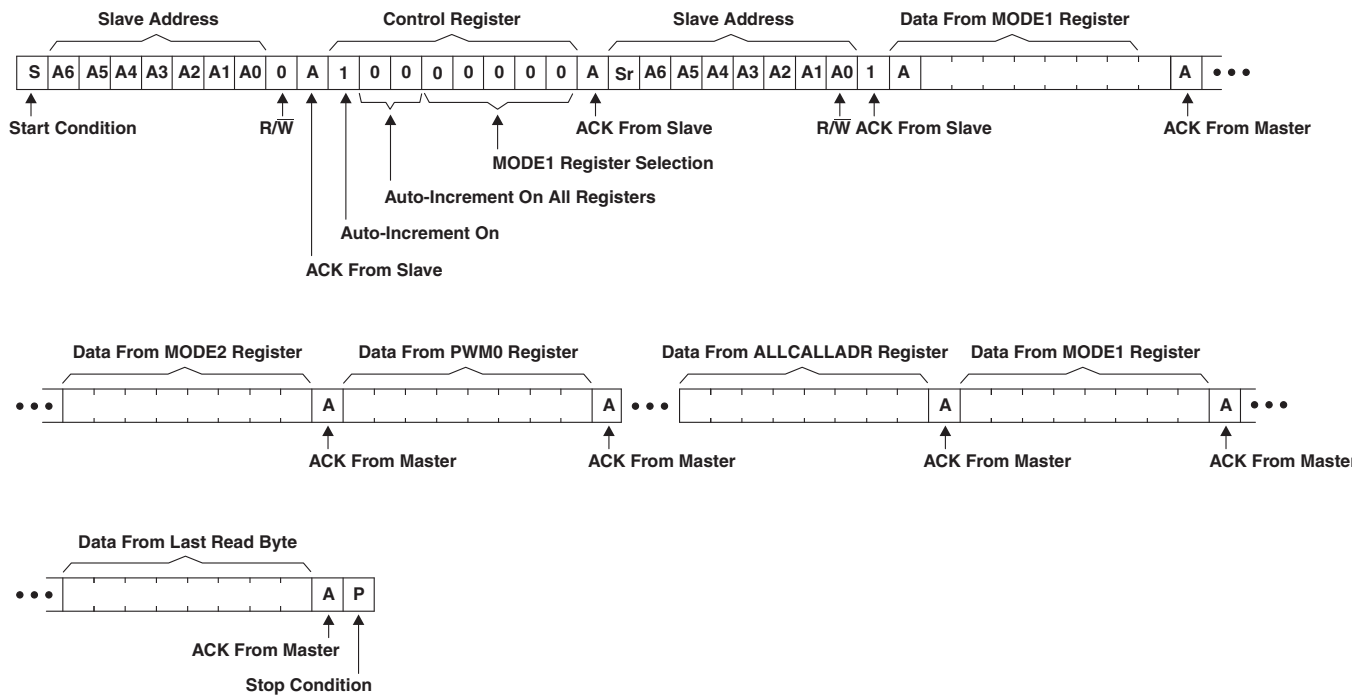 Slave Address Control Register Slave Address Data From MODE1 Register
S A6 A5 A4 A3 A2 A1 A0 0 A 1 0 0 0 0 0 0 0 A Sr A6 A5 A4 A3 A2 A1 A0 1 A A •••
Start Condition R/W̅ ACK From Slave R/W̅ ACK From Slave ACK From Master
MODE1 Register Selection
Auto-Increment On All Registers
Auto-Increment On
ACK From Slave
Data From MODE2 Register Data From PWM0 Register Data From ALLCALLADR Register Data From MODE1 Register
••• A A ••• A A •••
ACK From Master ACK From Master ACK From Master ACK From Master
Data From Last Read Byte
••• A P
ACK From Master
Stop Condition